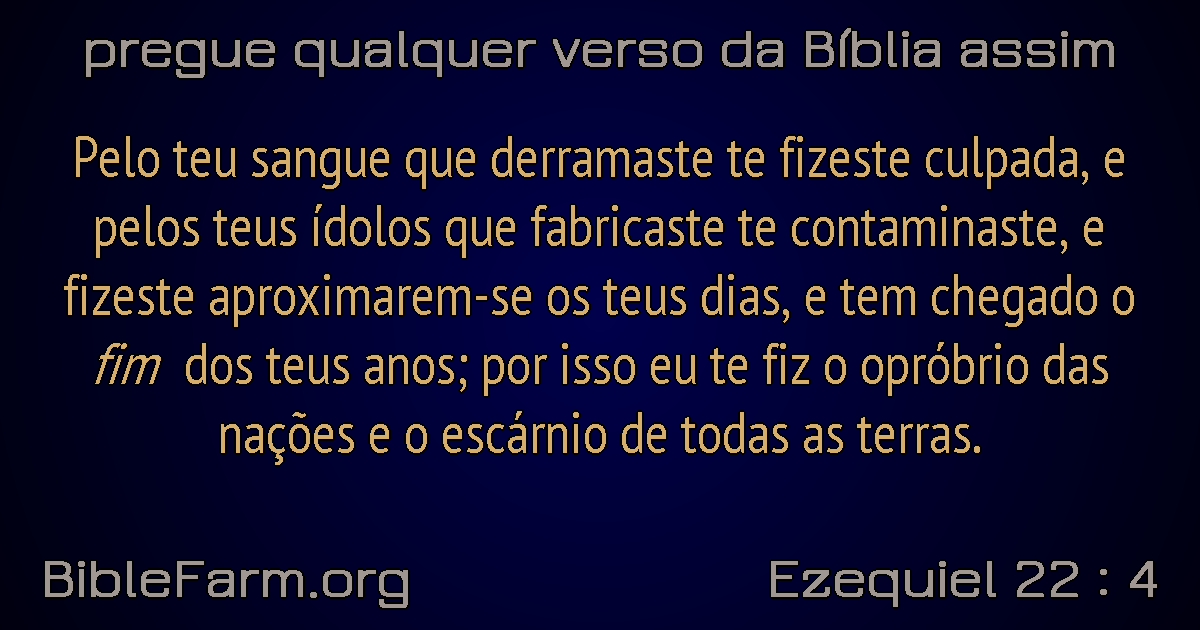 pregue qualquer verso da Bíblia assim
Pelo teu sangue que derramaste te fizeste culpada, e
pelos teus ídolos que fabricaste te contaminaste, e
fizeste aproximarem-se os teus dias, e tem chegado o
fim dos teus anos; por isso eu te fiz o opróbrio das
nações e o escárnio de todas as terras.
BibleFarm.org
Ezequiel 22 : 4